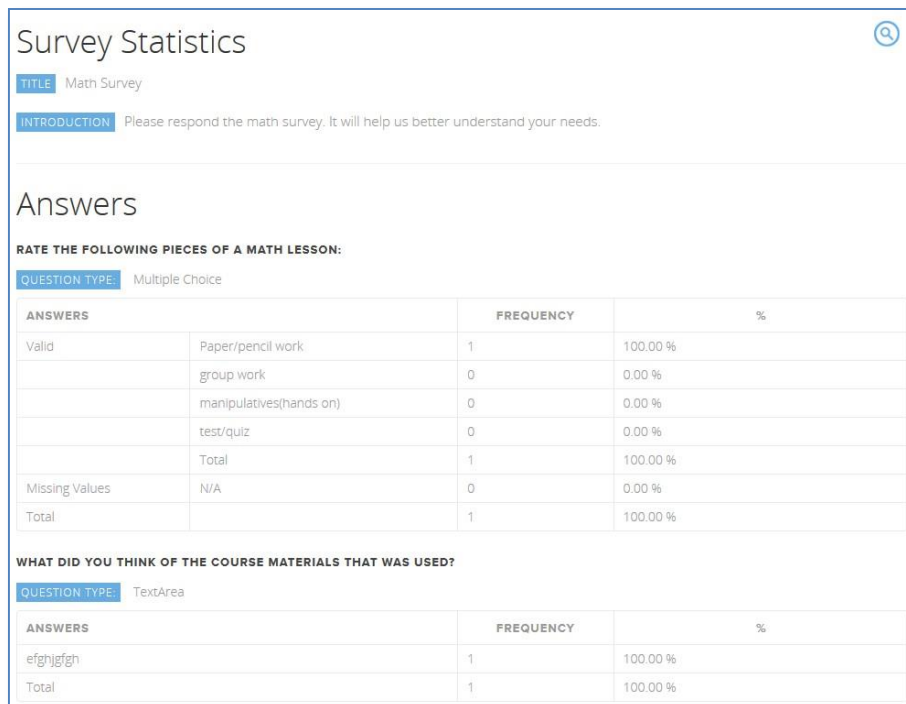 Survey Statistics
TITLE Math Survey
INTRODUCTION Please respond the math survey. It will help us better understand your needs.
Answers
RATE THE FOLLOWING PIECES OF A MATH LESSON:
QUESTION TYPE: Multiple Choice
ANSWERS FREQUENCY %
Valid Paper/pencil work 1 100.00 %
group work 0 0.00 %
manipulatives(hands on) 0 0.00 %
test/quiz 0 0.00 %
Total 1 100.00 %
Missing Values N/A 0 0.00 %
Total 1 100.00 %
WHAT DID YOU THINK OF THE COURSE MATERIALS THAT WAS USED?
QUESTION TYPE: TextArea
ANSWERS FREQUENCY %
efghjgfgh 1 100.00 %
Total 1 100.00 %